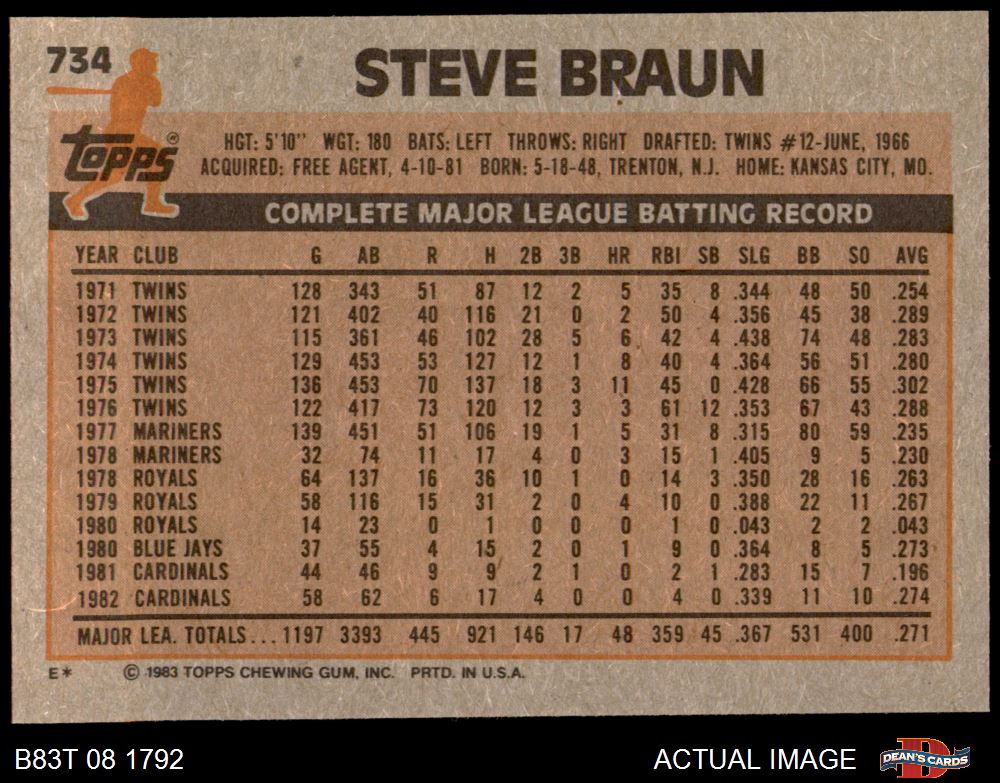 734
STEVE BRAUN
Topps®
HGT: 5'10" WGT: 180 BATS: LEFT THROWS: RIGHT DRAFTED: TWINS #12-JUNE, 1966
ACQUIRED: FREE AGENT, 4-10-81 BORN: 5-18-48, TRENTON, N.J. HOME: KANSAS CITY, MO.
COMPLETE MAJOR LEAGUE BATTING RECORD
YEAR CLUB G AB R H 2B 3B HR RBI SB SLG BB SO AVG
1971 TWINS 128 343 51 87 12 2 5 35 8 .344 48 50 .254
1972 TWINS 121 402 40 116 21 0 2 50 4 .356 45 38 .289
1973 TWINS 115 361 46 102 28 5 6 42 4 .438 74 48 .283
1974 TWINS 129 453 53 127 12 1 8 40 4 .364 56 51 .280
1975 TWINS 136 453 70 137 18 3 11 45 0 .428 66 55 .302
1976 TWINS 122 417 73 120 12 3 3 61 12 .353 67 43 .288
1977 MARINERS 139 451 51 106 19 1 5 31 8 .315 80 59 .235
1978 MARINERS 32 74 11 17 4 0 3 15 1 .405 9 5 .230
1978 ROYALS 64 137 16 36 10 1 0 14 3 .350 28 16 .263
1979 ROYALS 58 116 15 31 2 0 4 10 0 .388 22 11 .267
1980 ROYALS 14 23 0 1 0 0 0 1 0 .043 2 2 .043
1980 BLUE JAYS 37 55 4 15 2 0 1 9 0 .364 8 5 .273
1981 CARDINALS 44 46 9 9 2 1 0 2 1 .283 15 7 .196
1982 CARDINALS 58 62 6 17 4 0 0 4 0 .339 11 10 .274
MAJOR LEA. TOTALS... 1197 3393 445 921 146 17 48 359 45 .367 531 400 .271
E* © 1983 TOPPS CHEWING GUM, INC. PRTD. IN U.S.A.
B83T 08 1792 ACTUAL IMAGE DEAN'S CARDS